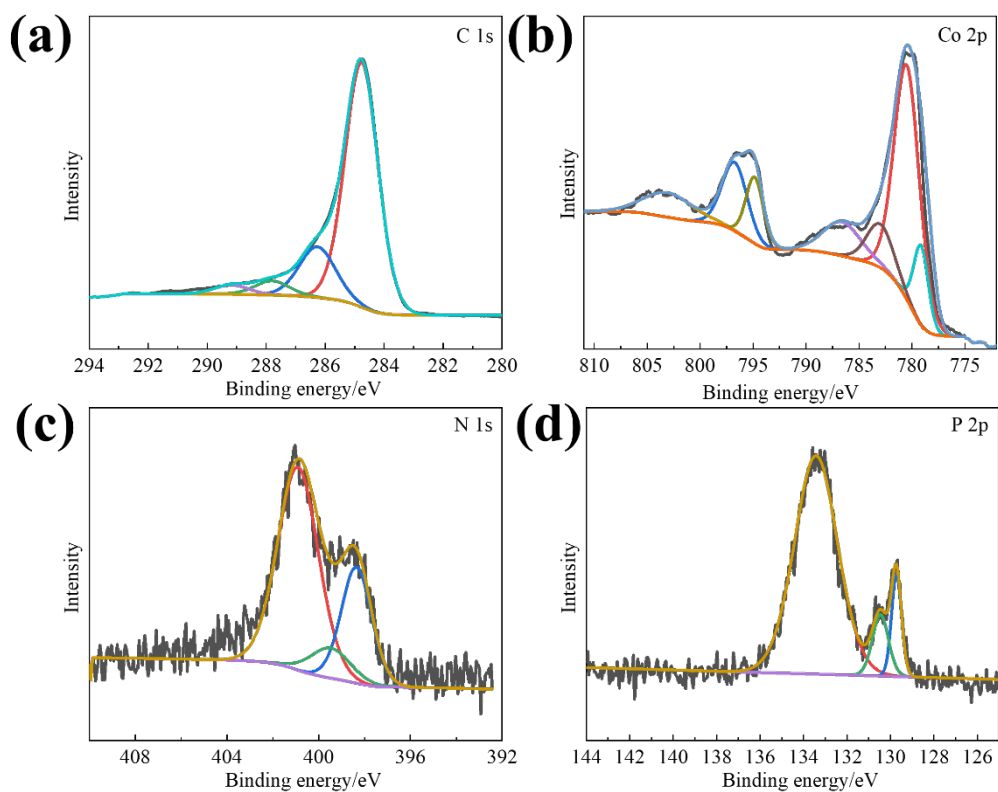 (a)
C 1s
Intensity
294 292 290 288 286 284 282 280
Binding energy/eV
(b)
Co 2p
Intensity
810 805 800 795 790 785 780 775
Binding energy/eV
(c)
N 1s
Intensity
408 404 400 396 392
Binding energy/eV
(d)
P 2p
Intensity
144 142 140 138 136 134 132 130 128 126
Binding energy/eV